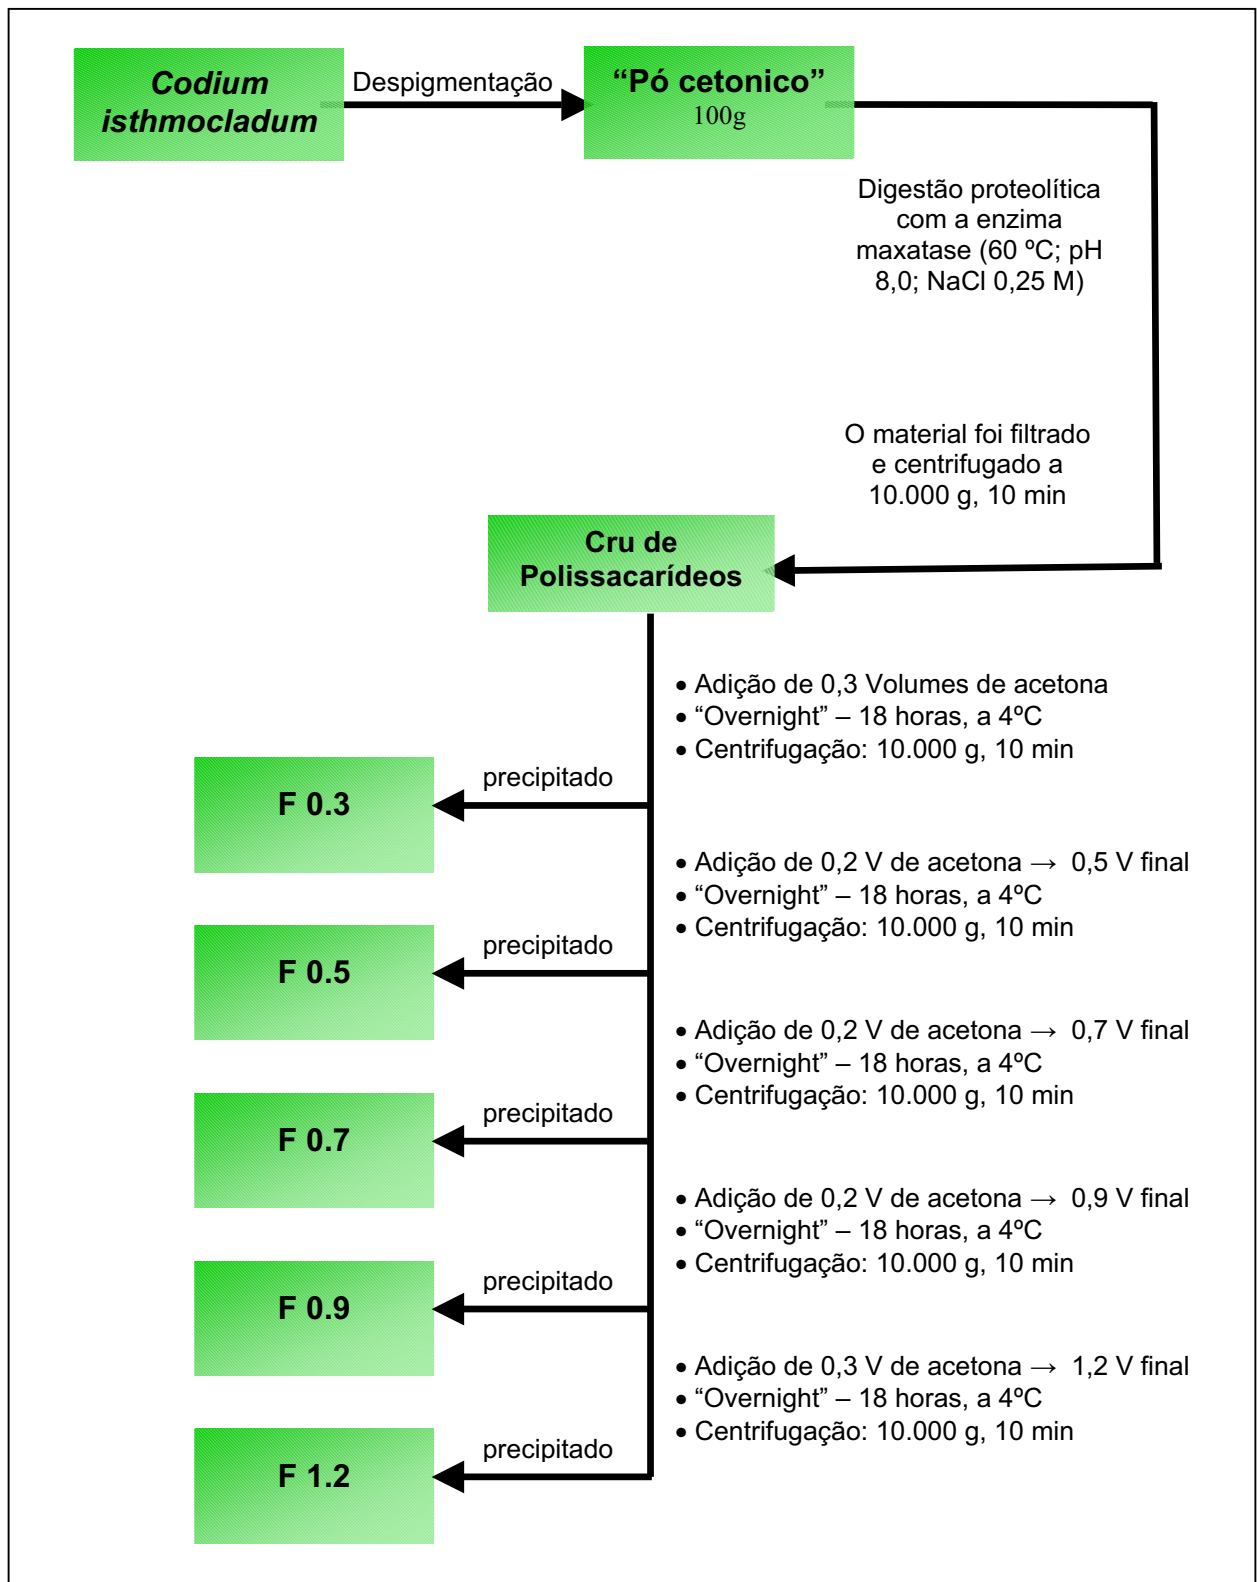 Codium
isthmocladum
Despigmentação
“Pó cetonico”
100g
Digestão proteolítica
com a enzima
maxatase (60 ºC; pH
8,0; NaCl 0,25 M)
O material foi filtrado
e centrifugado a
10.000 g, 10 min
Cru de
Polissacarídeos
• Adição de 0,3 Volumes de acetona
• “Overnight” – 18 horas, a 4ºC
• Centrifugação: 10.000 g, 10 min
precipitado
F 0.3
• Adição de 0,2 V de acetona → 0,5 V final
• “Overnight” – 18 horas, a 4ºC
• Centrifugação: 10.000 g, 10 min
precipitado
F 0.5
• Adição de 0,2 V de acetona → 0,7 V final
• “Overnight” – 18 horas, a 4ºC
• Centrifugação: 10.000 g, 10 min
precipitado
F 0.7
• Adição de 0,2 V de acetona → 0,9 V final
• “Overnight” – 18 horas, a 4ºC
• Centrifugação: 10.000 g, 10 min
precipitado
F 0.9
• Adição de 0,3 V de acetona → 1,2 V final
• “Overnight” – 18 horas, a 4ºC
• Centrifugação: 10.000 g, 10 min
precipitado
F 1.2